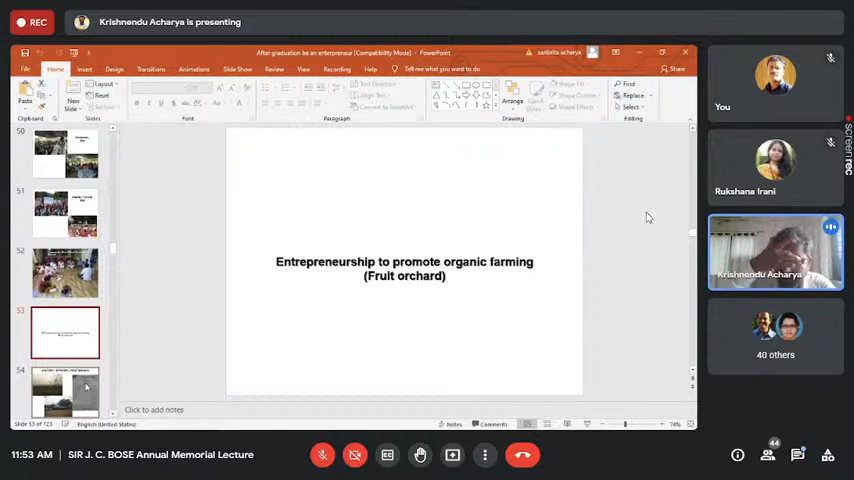 REC
Krishnendu Acharya is presenting
After graduation be an enterpreneur [Compatibility Mode] - PowerPoint
sanbrita acharya
File Home Insert Design Transitions Animations Slide Show Review View Recording Tell me what you want to do
Share
Paste
Clipboard
New
Slide
Layout
Reset
Section
Slides
Font
Text Direction
Align Text
Convert to SmartArt
Paragraph
Arrange
Quick
Styles
Shape Fill
Shape Outline
Shape Effects
Drawing
Find
Replace
Select
Editing
50
51
52
53
54
Entrepreneurship to promote organic farming
(Fruit orchard)
Click to add notes
Slide 53 of 123
English (United States)
Notes
Comments
74%
You
Rukshana Irani
Krishnendu Acharya
40 others
screen rec
11:53 AM | SIR J. C. BOSE Annual Memorial Lecture
44